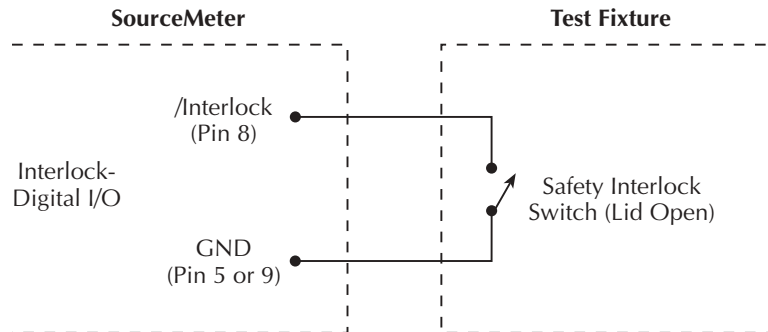 SourceMeter
Test Fixture
/Interlock
(Pin 8)
Interlock-
Digital I/O
Safety Interlock
Switch (Lid Open)
GND
(Pin 5 or 9)